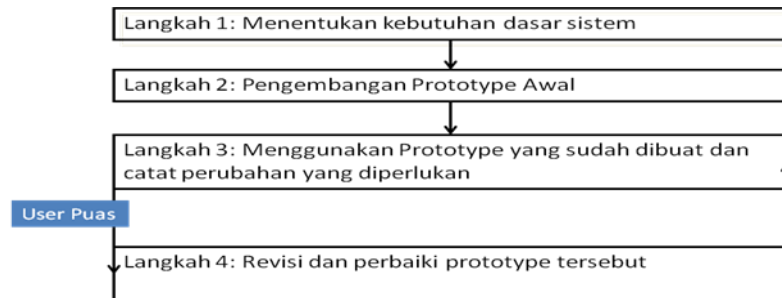 Langkah 1: Menentukan kebutuhan dasar sistem
Langkah 2: Pengembangan Prototype Awal
Langkah 3: Menggunakan Prototype yang sudah dibuat dan
catat perubahan yang diperlukan
User Puas
Langkah 4: Revisi dan perbaiki prototype tersebut